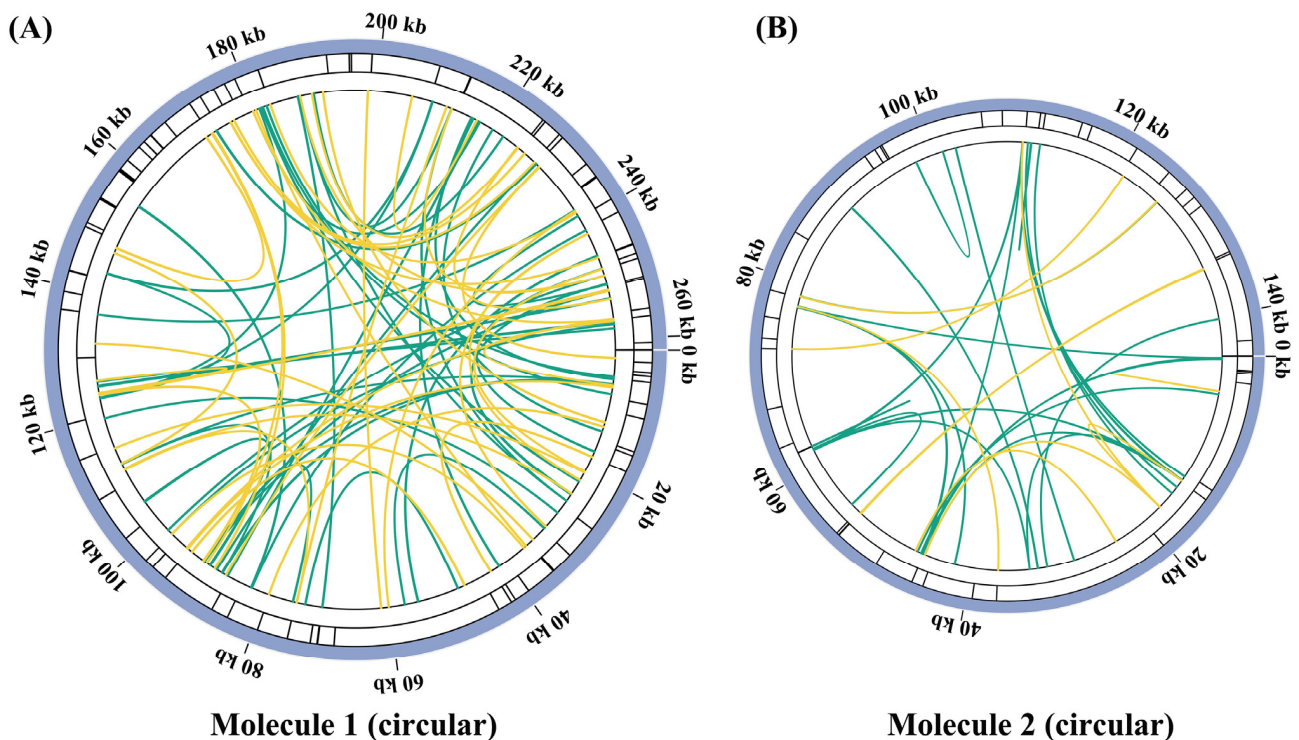 (A)
200 kb
180 kb
220 kb
160 kb
240 kb
140 kb
260 kb
0 kb
120 kb
20 kb
100 kb
40 kb
80 kb
60 kb
Molecule 1 (circular)
(B)
100 kb
120 kb
80 kb
140 kb
0 kb
60 kb
20 kb
40 kb
Molecule 2 (circular)